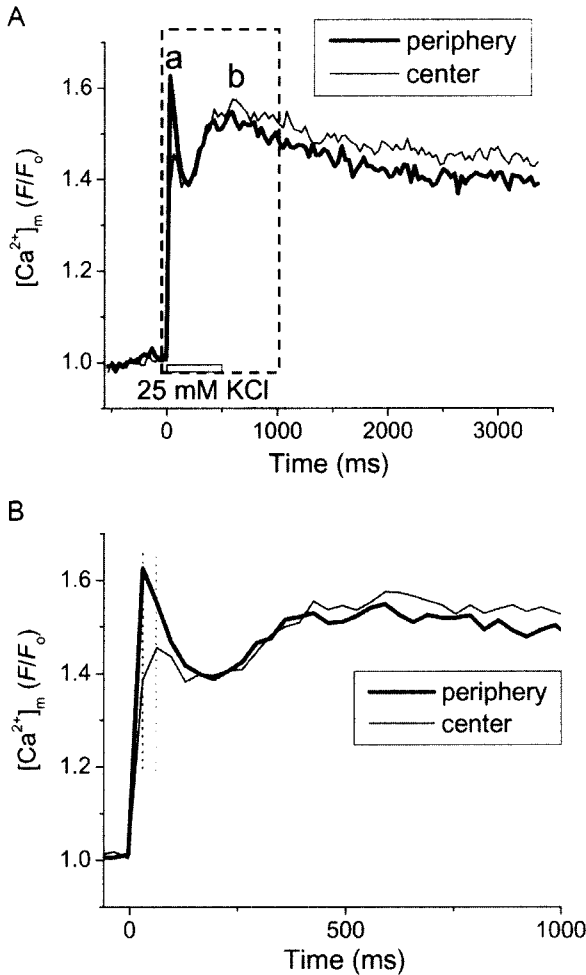 A
a
b
periphery
center
[Ca²⁺]ₘ (F/Fₒ)
1.6
1.4
1.2
1.0
25 mM KCl
0
1000
2000
3000
Time (ms)
B
[Ca²⁺]ₘ (F/Fₒ)
1.6
1.4
1.2
1.0
periphery
center
0
500
1000
Time (ms)